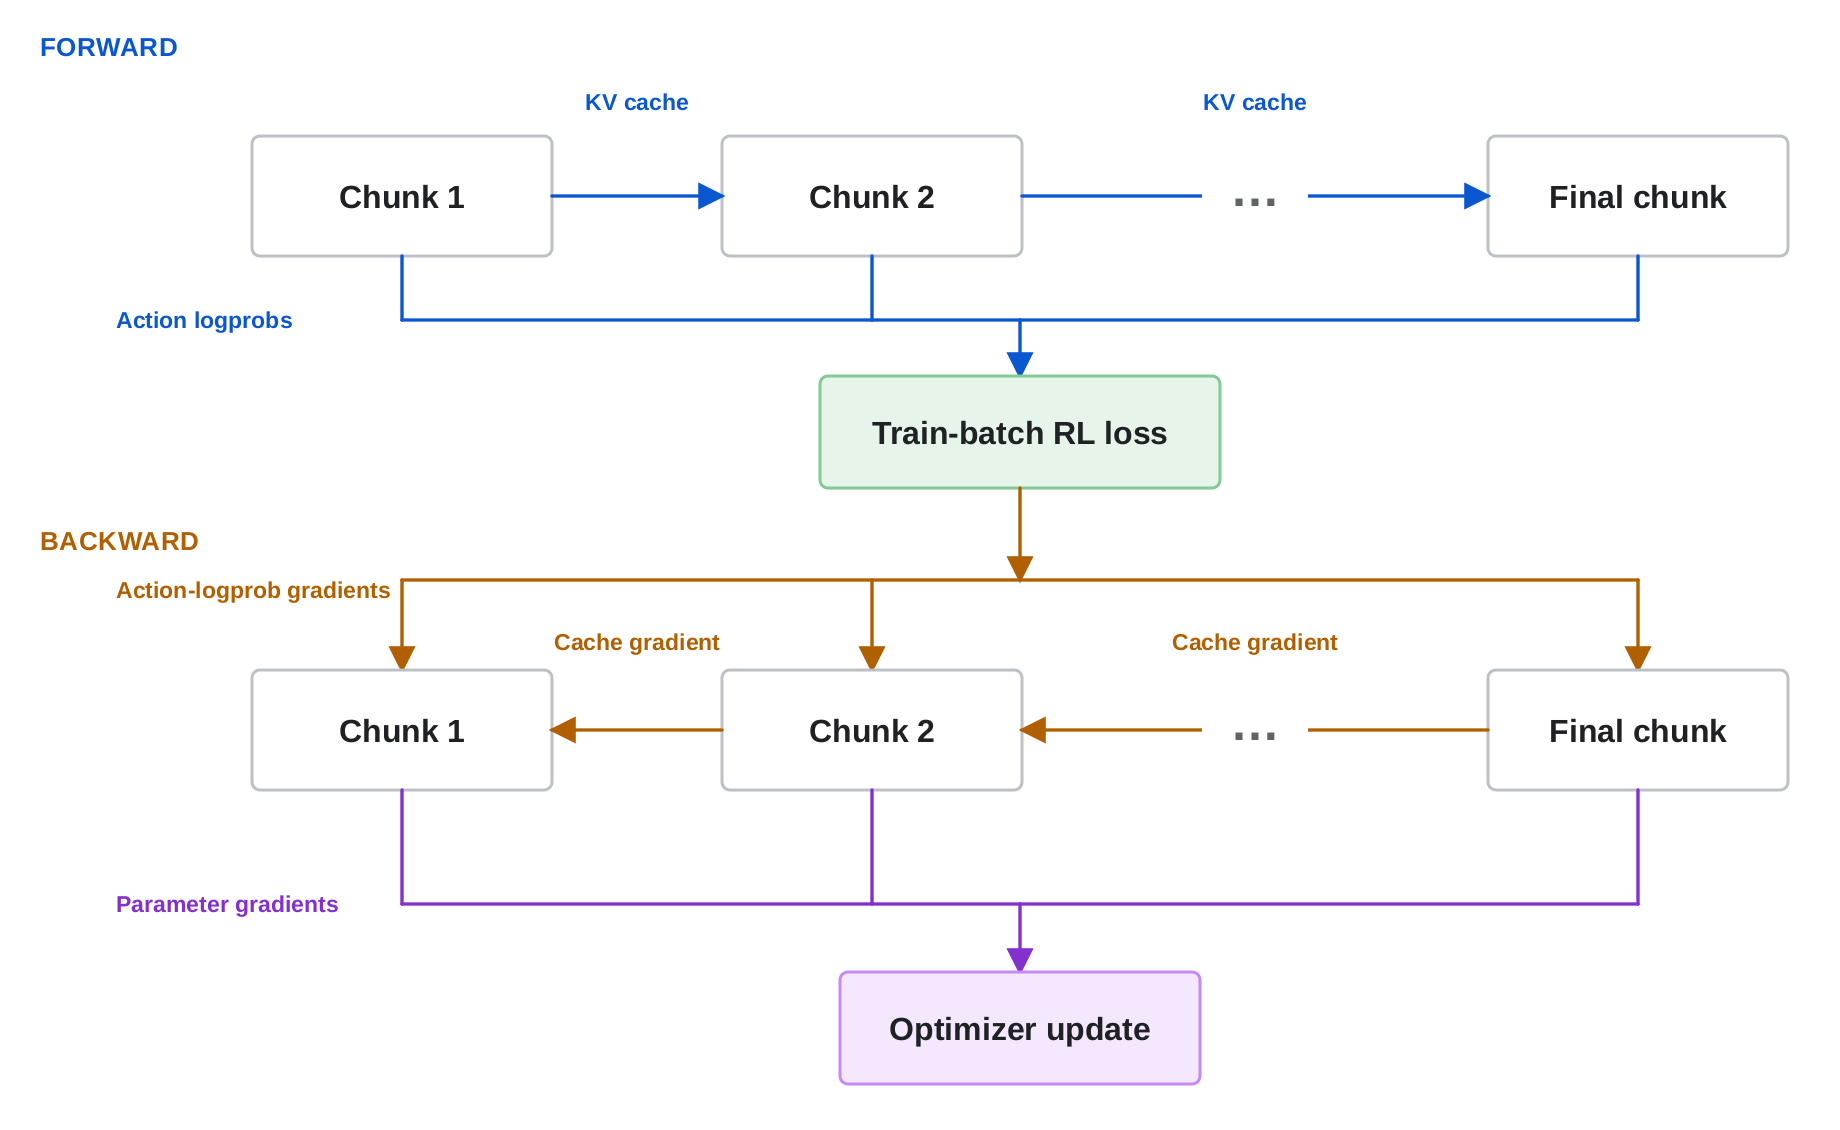 FORWARD
KV cache
KV cache
Chunk 1
Chunk 2
...
Final chunk
Action logprobs
Train-batch RL loss
BACKWARD
Action-logprob gradients
Cache gradient
Cache gradient
Chunk 1
Chunk 2
...
Final chunk
Parameter gradients
Optimizer update